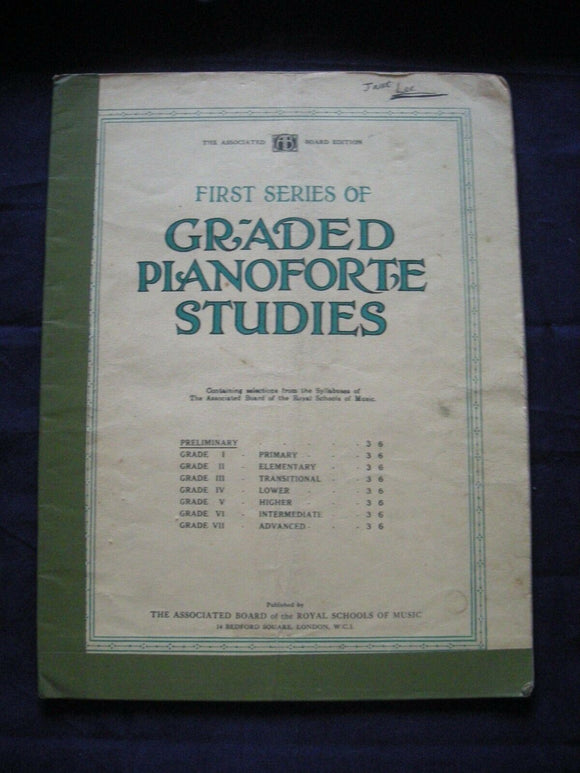 Jane Lee
THE ASSOCIATED AB BOARD EDITION
FIRST SERIES OF
GRADED
PIANOFORTE
STUDIES
Containing selections from the Syllabuses of
The Associated Board of the Royal Schools of Music.
PRELIMINARY - - - - - 3 6
GRADE I - PRIMARY - - - 3 6
GRADE II - ELEMENTARY - - 3 6
GRADE III - TRANSITIONAL - 3 6
GRADE IV - LOWER - - - 3 6
GRADE V - HIGHER - - - 3 6
GRADE VI - INTERMEDIATE - - 3 6
GRADE VII - ADVANCED - - - 3 6
Published by
THE ASSOCIATED BOARD of the ROYAL SCHOOLS OF MUSIC
14 BEDFORD SQUARE, LONDON, W.C.1.